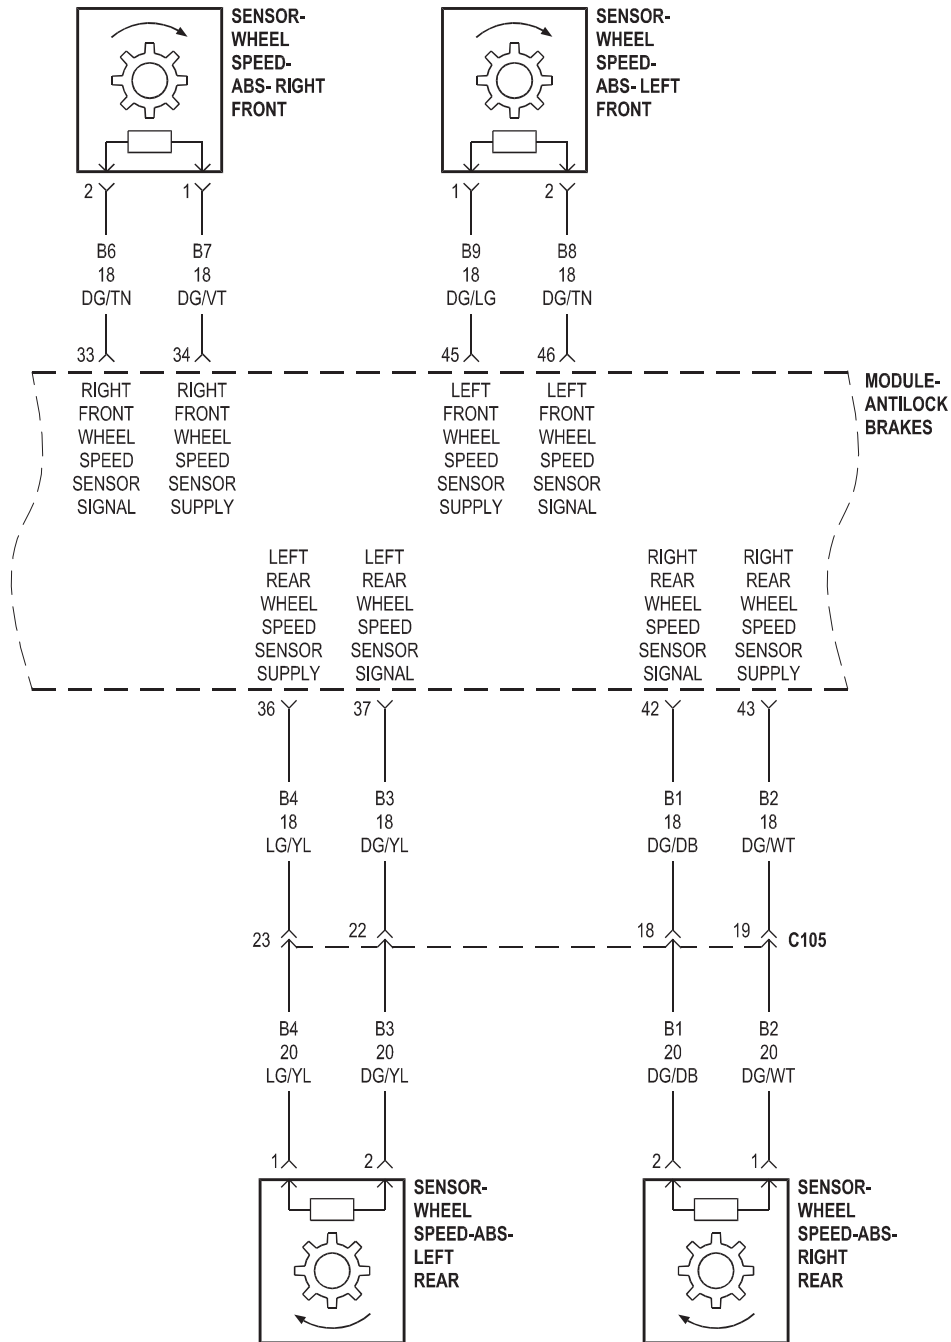 SENSOR-
WHEEL
SPEED-
ABS- RIGHT
FRONT
SENSOR-
WHEEL
SPEED-
ABS- LEFT
FRONT
2 1
1 2
B6
18
DG/TN
B7
18
DG/VT
B9
18
DG/LG
B8
18
DG/TN
33 34
45 46
MODULE-
ANTILOCK
BRAKES
RIGHT
FRONT
WHEEL
SPEED
SENSOR
SIGNAL
RIGHT
FRONT
WHEEL
SPEED
SENSOR
SUPPLY
LEFT
FRONT
WHEEL
SPEED
SENSOR
SUPPLY
LEFT
FRONT
WHEEL
SPEED
SENSOR
SIGNAL
LEFT
REAR
WHEEL
SPEED
SENSOR
SUPPLY
LEFT
REAR
WHEEL
SPEED
SENSOR
SIGNAL
RIGHT
REAR
WHEEL
SPEED
SENSOR
SIGNAL
RIGHT
REAR
WHEEL
SPEED
SENSOR
SUPPLY
36 37
42 43
B4
18
LG/YL
B3
18
DG/YL
B1
18
DG/DB
B2
18
DG/WT
23 22
18 19
C105
B4
20
LG/YL
B3
20
DG/YL
B1
20
DG/DB
B2
20
DG/WT
1 2
2 1
SENSOR-
WHEEL
SPEED-ABS-
LEFT
REAR
SENSOR-
WHEEL
SPEED-ABS-
RIGHT
REAR